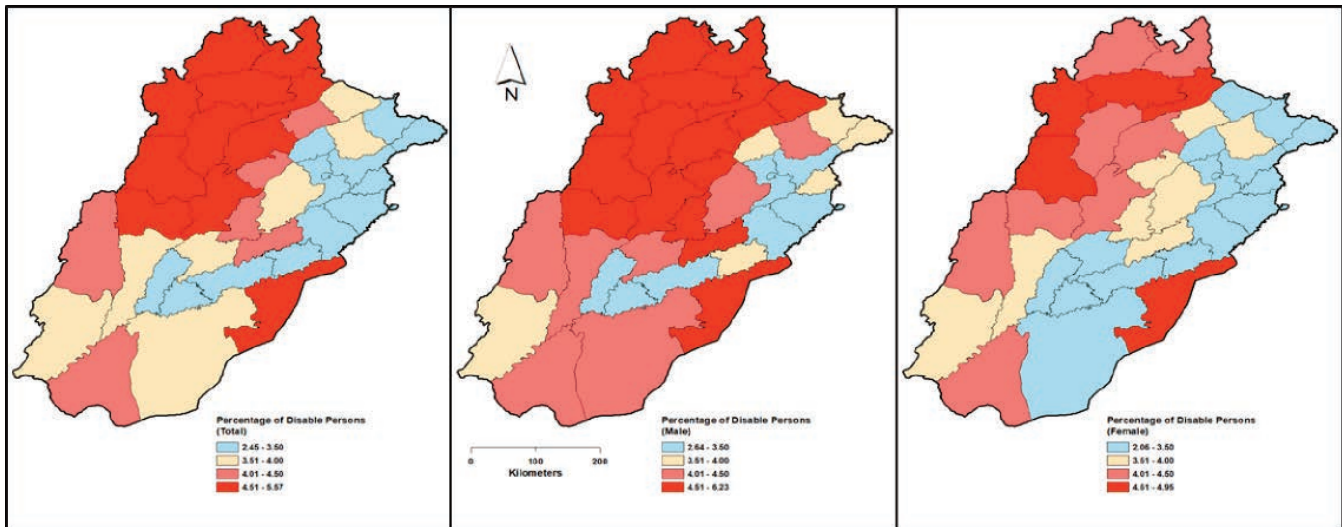 Percentage of Disable Persons
(Total)
2.45 - 3.50
3.51 - 4.00
4.01 - 4.50
4.51 - 5.57
N
0 100 200
Kilometers
Percentage of Disable Persons
(Male)
2.64 - 3.50
3.51 - 4.00
4.01 - 4.50
4.51 - 6.23
Percentage of Disable Persons
(Female)
2.06 - 3.50
3.51 - 4.00
4.01 - 4.50
4.51 - 4.95